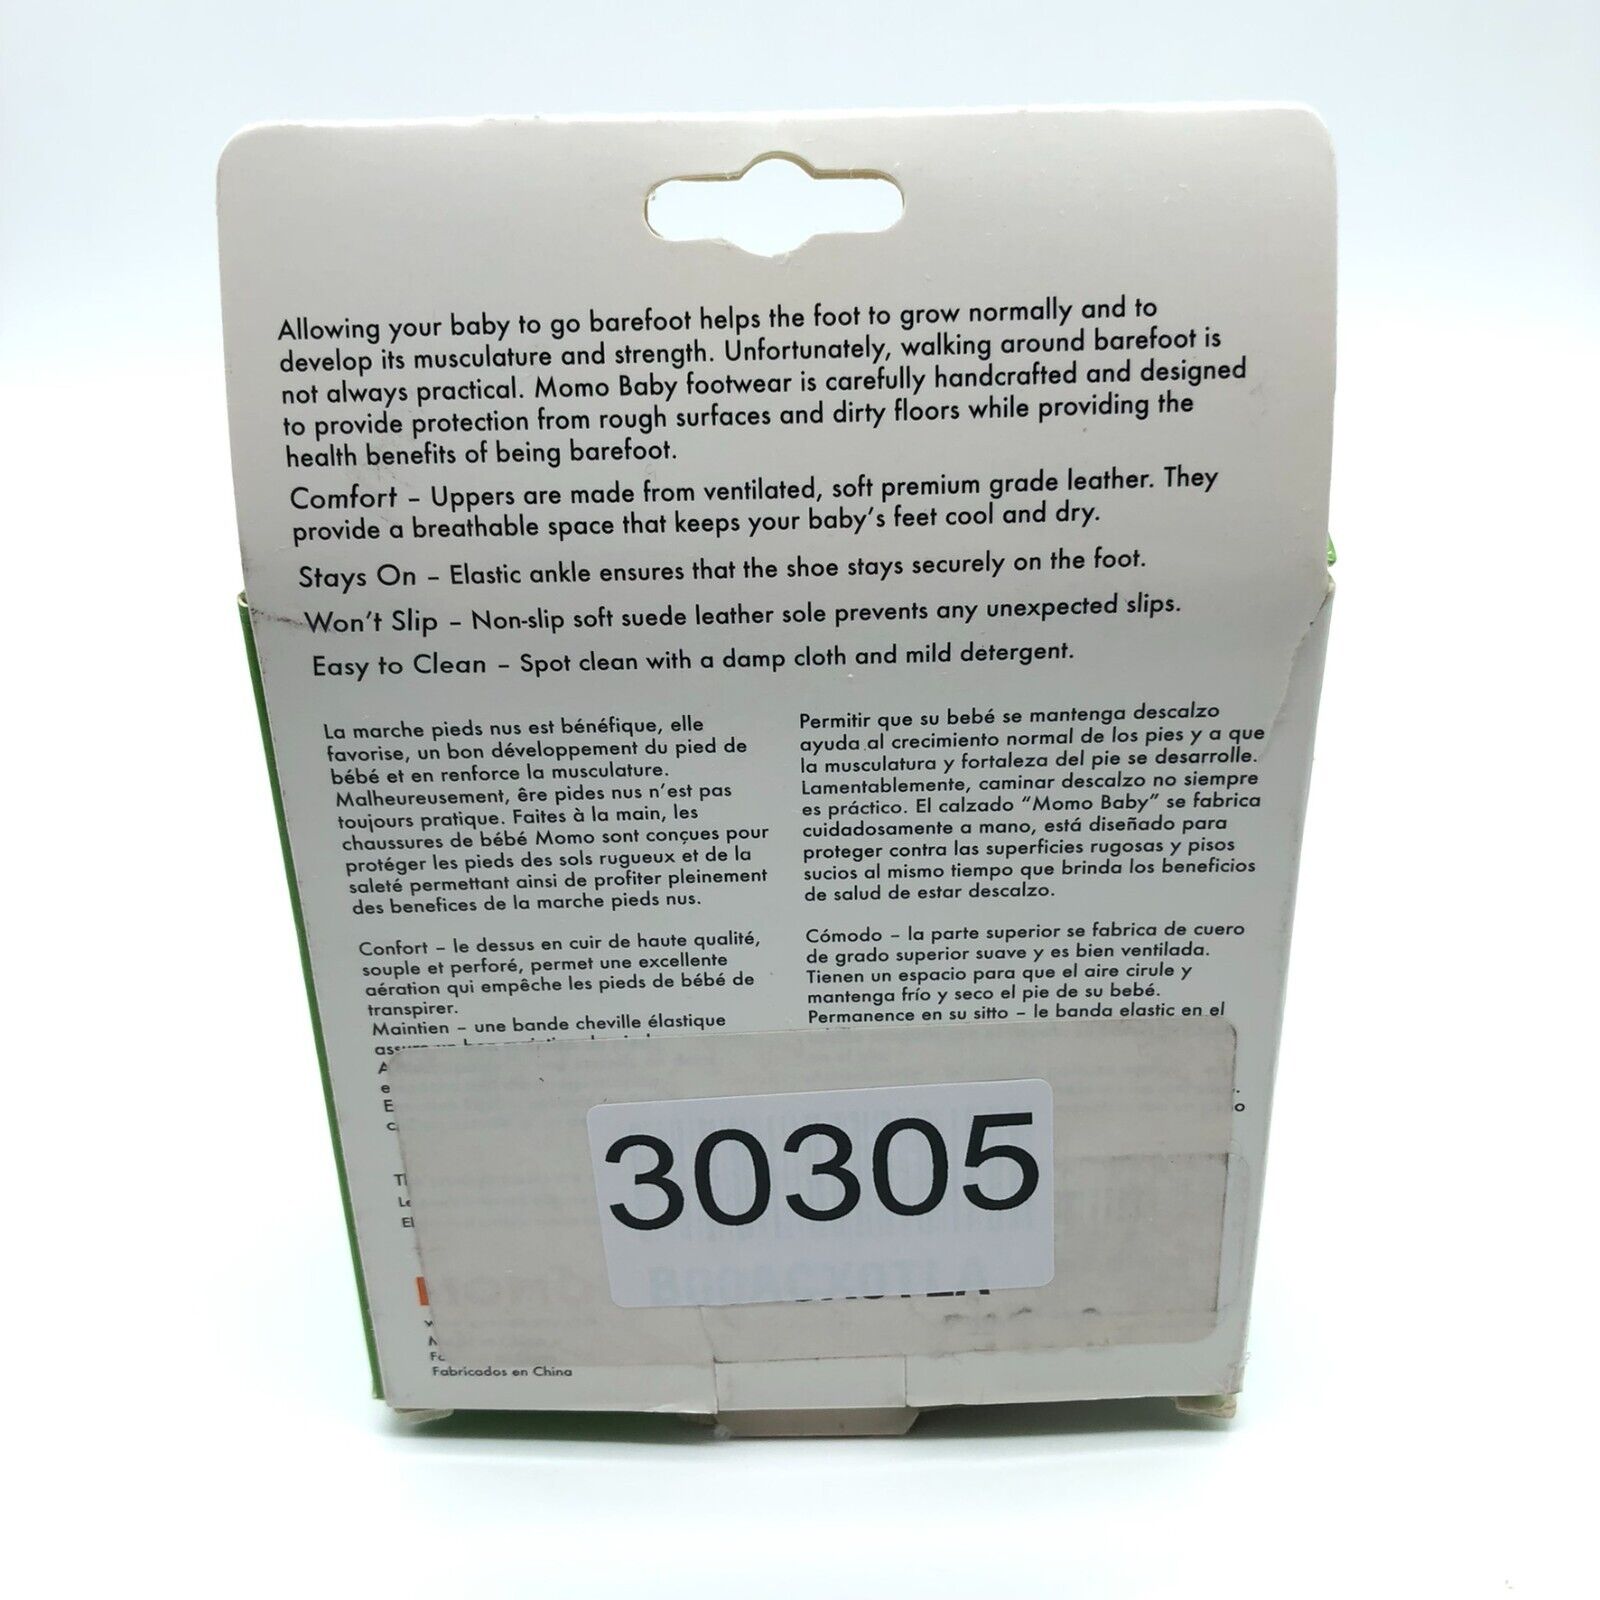 Allowing your baby to go barefoot helps the foot to grow normally and to
develop its musculature and strength. Unfortunately, walking around barefoot is
not always practical. Momo Baby footwear is carefully handcrafted and designed
to provide protection from rough surfaces and dirty floors while providing the
health benefits of being barefoot.
Comfort – Uppers are made from ventilated, soft premium grade leather. They
provide a breathable space that keeps your baby's feet cool and dry.
Stays On – Elastic ankle ensures that the shoe stays securely on the foot.
Won't Slip – Non-slip soft suede leather sole prevents any unexpected slips.
Easy to Clean – Spot clean with a damp cloth and mild detergent.
La marche pieds nus est bénéfique, elle
favorise, un bon développement du pied de
bébé et en renforce la musculature.
Malheureusement, êre pides nus n'est pas
toujours pratique. Faites à la main, les
chaussures de bébé Momo sont conçues pour
protéger les pieds des sols rugueux et de la
saleté permettant ainsi de profiter pleinement
des benefices de la marche pieds nus.
Confort – le dessus en cuir de haute qualité,
souple et perforé, permet une excellente
aération qui empêche les pieds de bébé de
transpirer.
Maintien – une bande cheville élastique
Permitir que su bebé se mantenga descalzo
ayuda al crecimiento normal de los pies y a que
la musculatura y fortaleza del pie se desarrolle.
Lamentablemente, caminar descalzo no siempre
es práctico. El calzado "Momo Baby" se fabrica
cuidadosamente a mano, está diseñado para
proteger contra las superficies rugosas y pisos
sucios al mismo tiempo que brinda los beneficios
de salud de estar descalzo.
Cómodo – la parte superior se fabrica de cuero
de grado superior suave y es bien ventilada.
Tienen un espacio para que el aire cirule y
mantenga frío y seco el pie de su bebé.
Permanence en su sitto – le banda elastic en el
30305
Fabricados en China